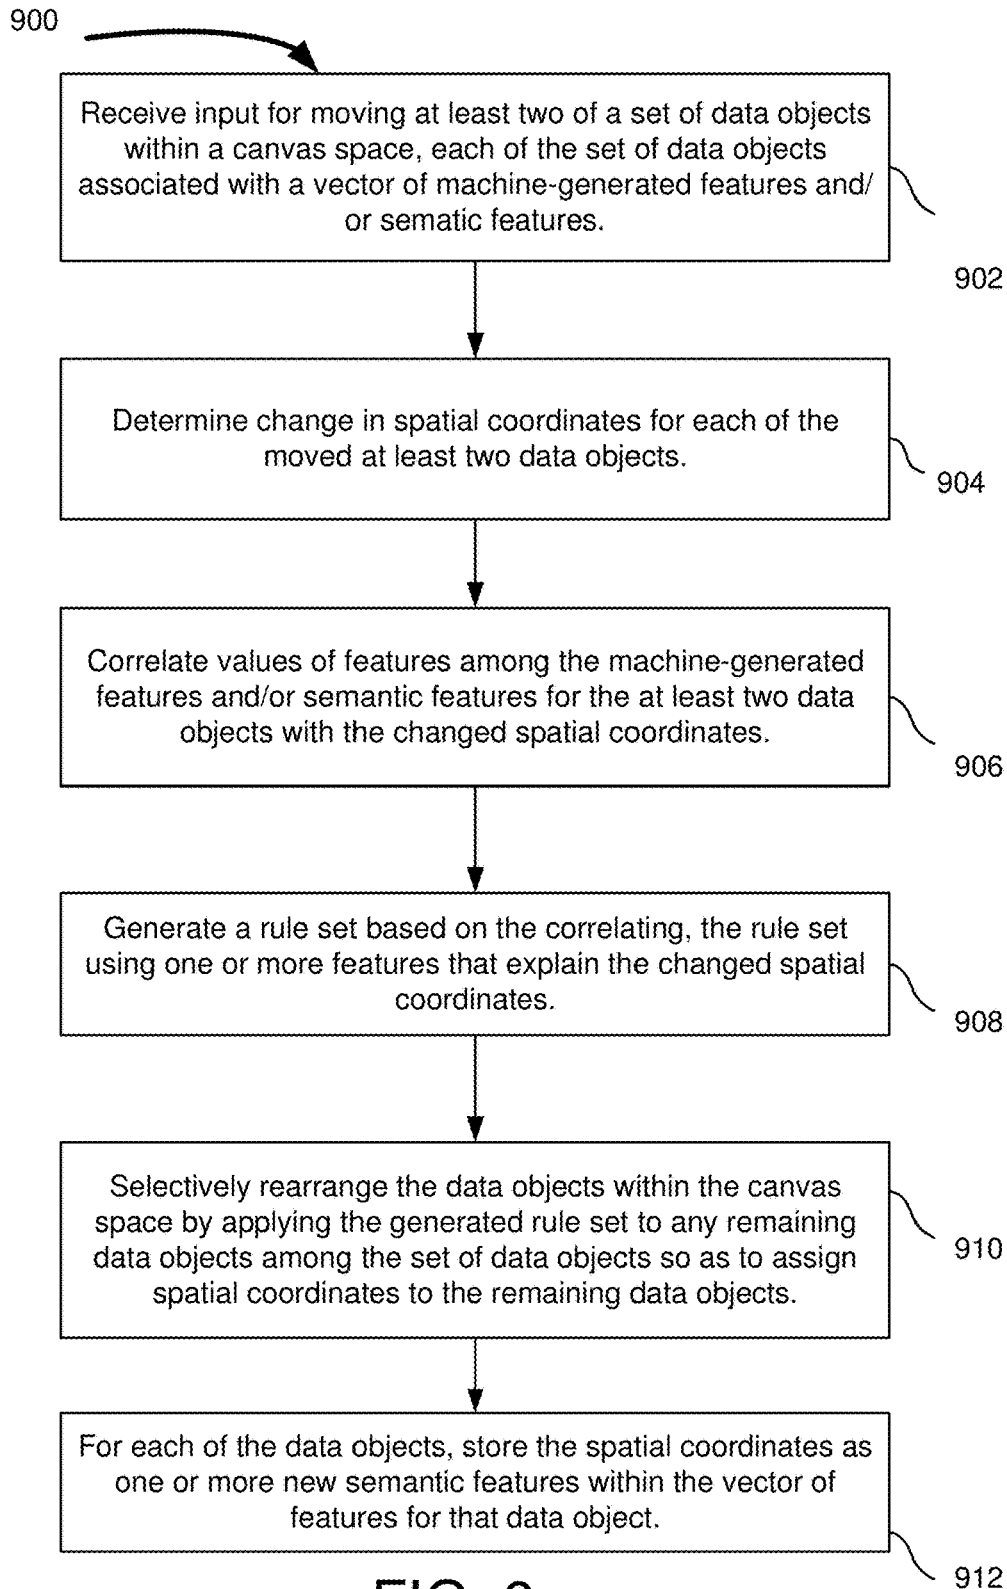 900
Receive input for moving at least two of a set of data objects
within a canvas space, each of the set of data objects
associated with a vector of machine-generated features and/
or sematic features.
902
Determine change in spatial coordinates for each of the
moved at least two data objects.
904
Correlate values of features among the machine-generated
features and/or semantic features for the at least two data
objects with the changed spatial coordinates.
906
Generate a rule set based on the correlating, the rule set
using one or more features that explain the changed spatial
coordinates.
908
Selectively rearrange the data objects within the canvas
space by applying the generated rule set to any remaining
data objects among the set of data objects so as to assign
spatial coordinates to the remaining data objects.
910
For each of the data objects, store the spatial coordinates as
one or more new semantic features within the vector of
features for that data object.
912
FIG.